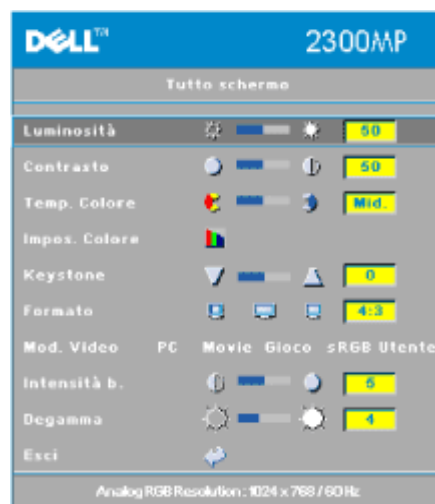 DELL™ 2300MP
Tutto schermo
Luminosità 50
Contrasto 50
Temp. Colore Mid.
Impos. Colore
Keystone 0
Formato 4:3
Mod. Video PC Movie Gioco sRGB Utente
Intensità b. 5
Degamma 4
Esci
Analog RGB Resolution : 1024 x 768 / 60 Hz